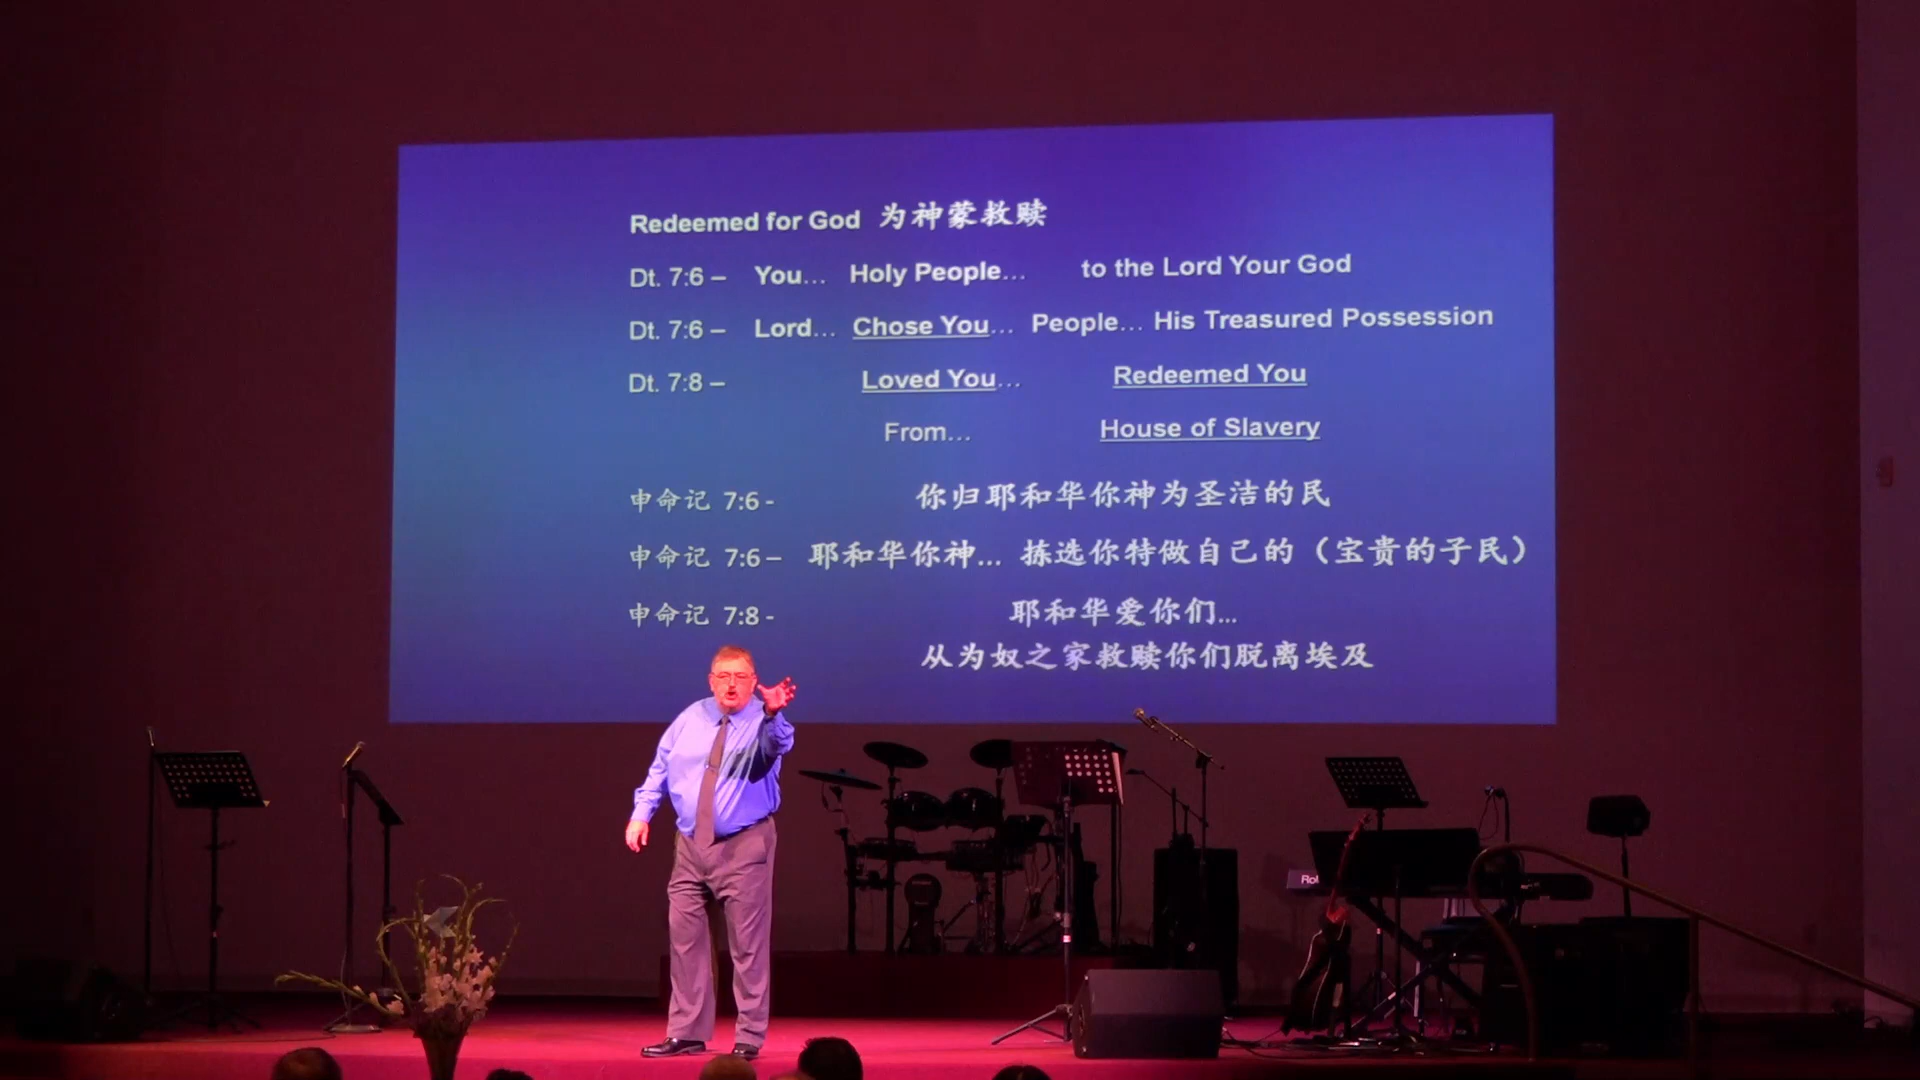 Redeemed for God 为神蒙救赎
Dt. 7:6 – You… Holy People… to the Lord Your God
Dt. 7:6 – Lord… Chose You… People… His Treasured Possession
Dt. 7:8 – Loved You… Redeemed You
From… House of Slavery
申命记 7:6 - 你归耶和华你神为圣洁的民
申命记 7:6 – 耶和华你神... 拣选你特做自己的（宝贵的子民）
申命记 7:8 - 耶和华爱你们...
从为奴之家救赎你们脱离埃及